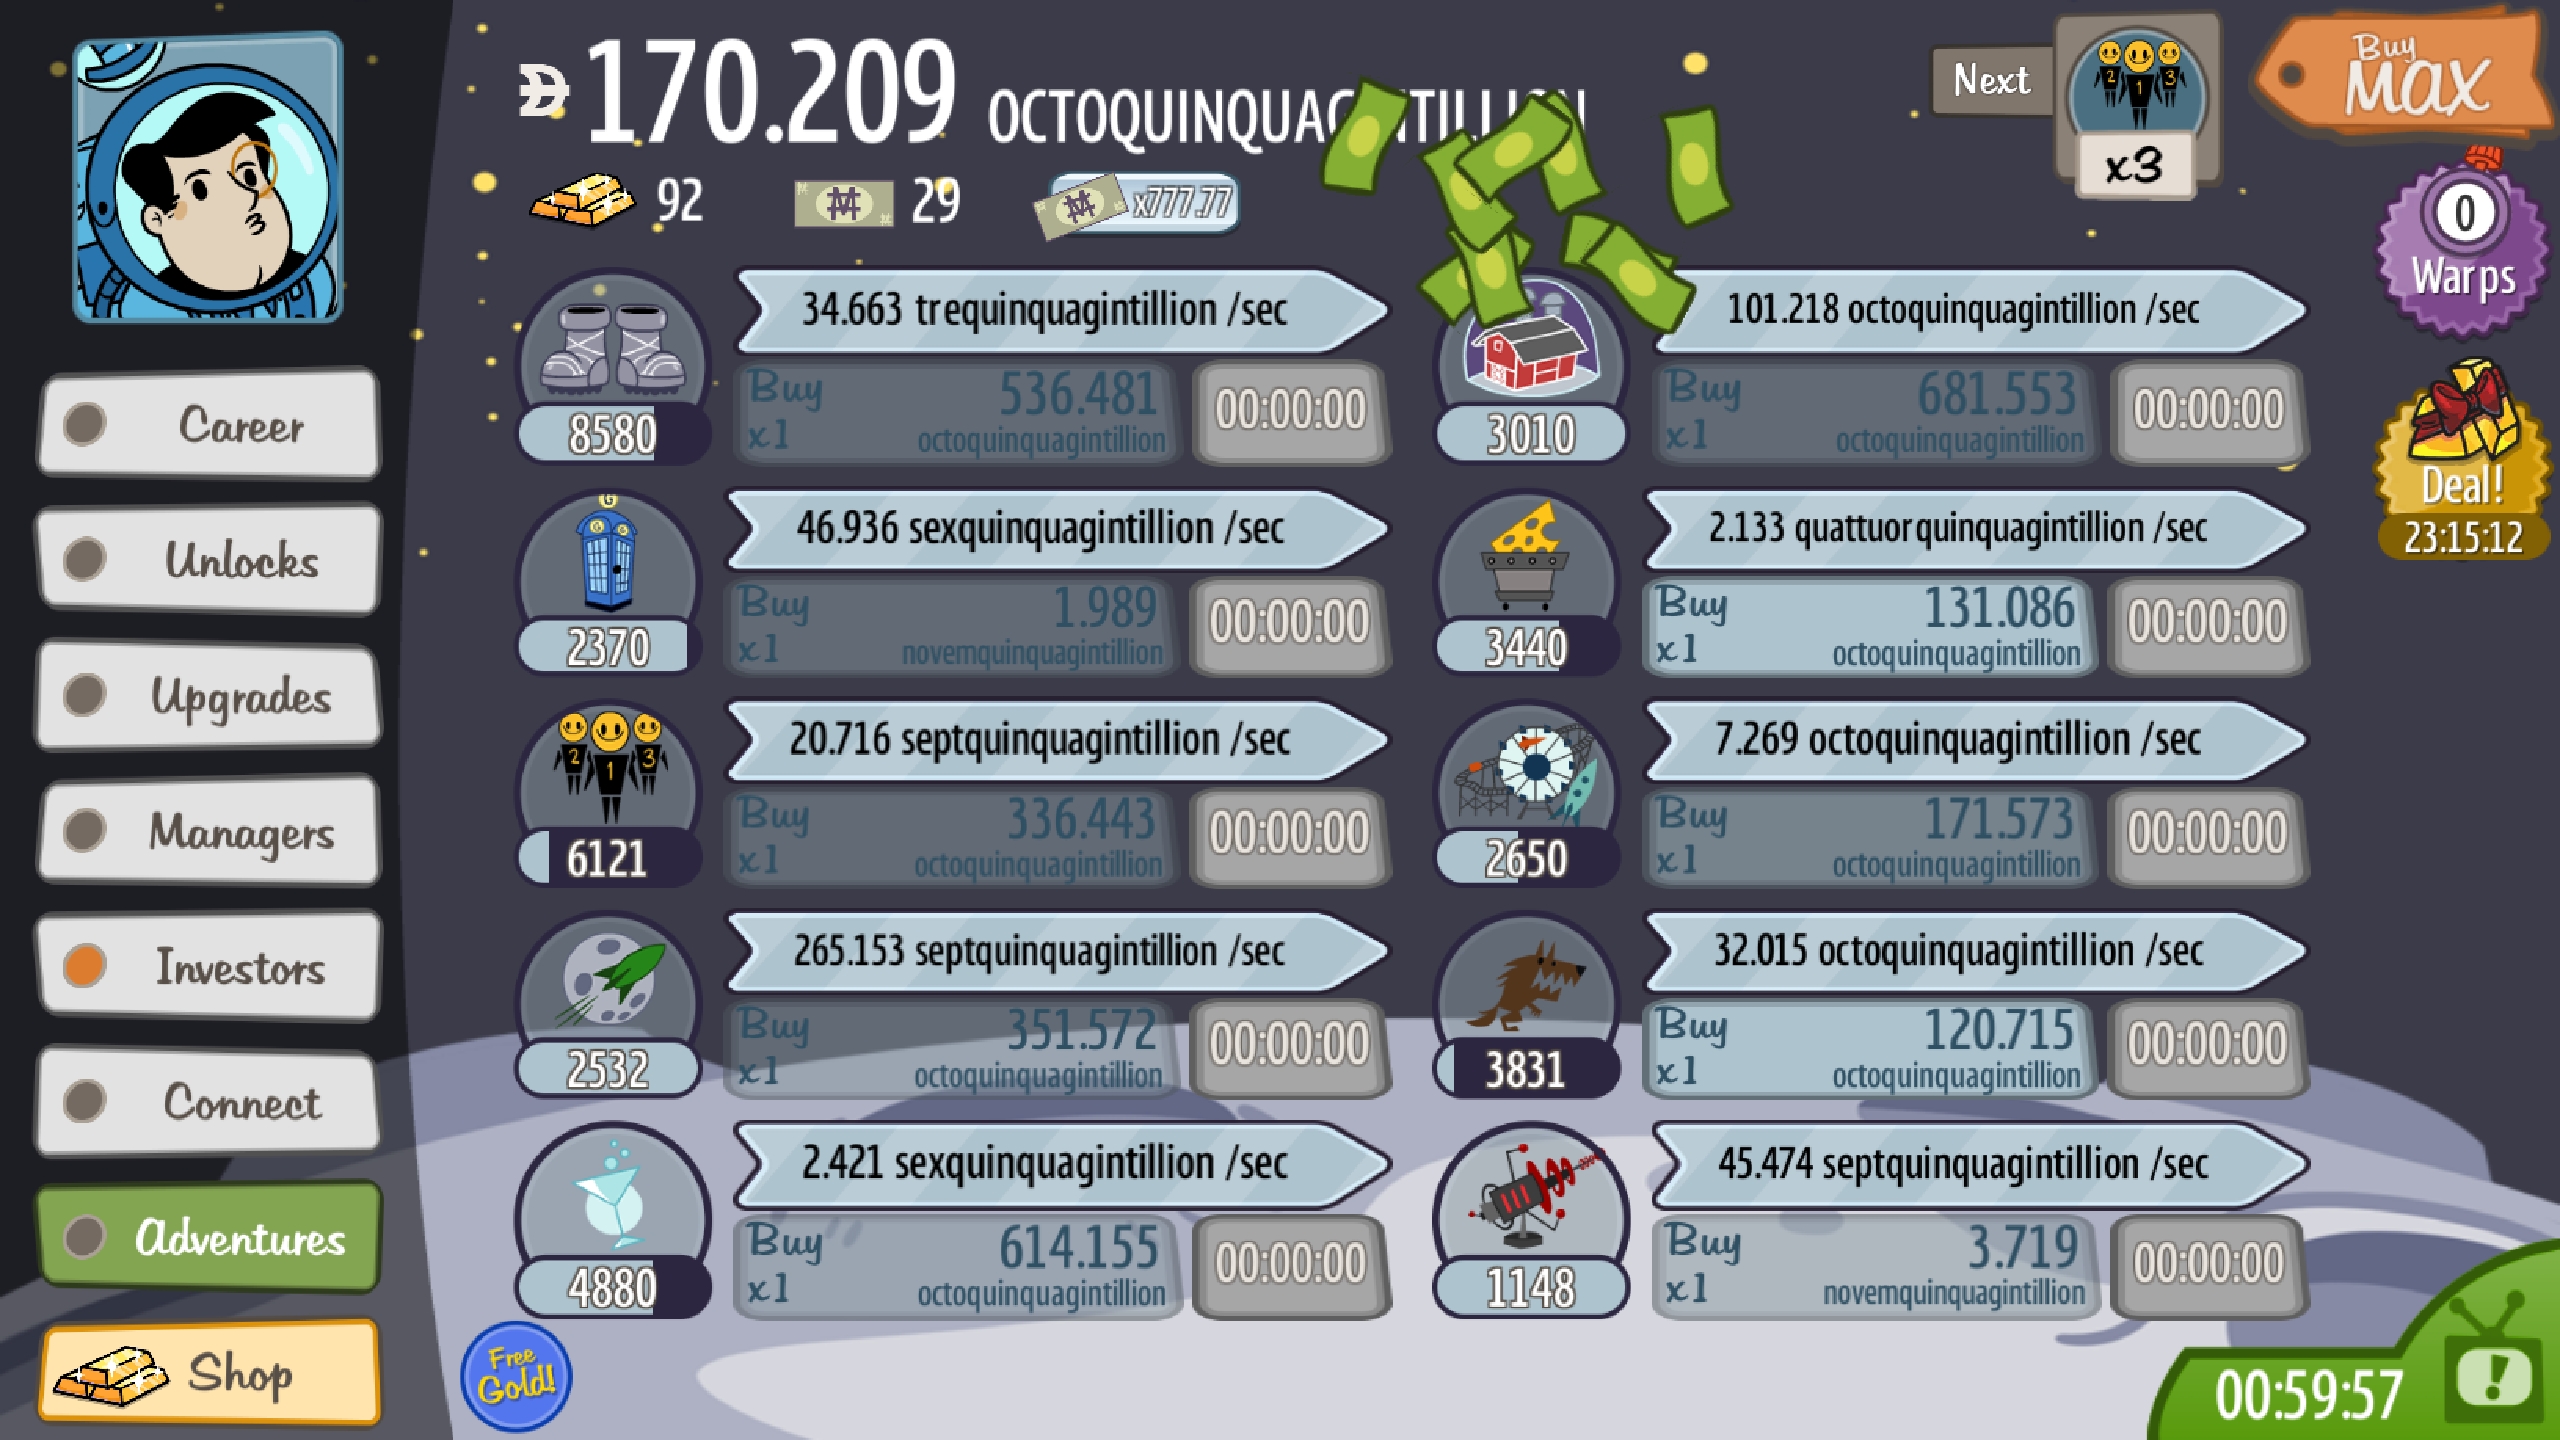 170.209 OCTOQUINQUAGINTILLION
92
29
x777.77
Next
x3
Buy
MAX
0
Warps
Deal!
23:15:12
Career
Unlocks
Upgrades
Managers
Investors
Connect
Adventures
Shop
34.663 trequinquagintillion /sec
Buy
x1
536.481
octoquinquagintillion
00:00:00
8580
101.218 octoquinquagintillion /sec
Buy
x1
681.553
octoquinquagintillion
00:00:00
3010
46.936 sexquinquagintillion /sec
Buy
x1
1.989
novemquinquagintillion
00:00:00
2370
2.133 quattuorquinquagintillion /sec
Buy
x1
131.086
octoquinquagintillion
00:00:00
3440
20.716 septquinquagintillion /sec
2 1 3
Buy
x1
336.443
octoquinquagintillion
00:00:00
6121
7.269 octoquinquagintillion /sec
Buy
x1
171.573
octoquinquagintillion
00:00:00
2650
265.153 septquinquagintillion /sec
Buy
x1
351.572
octoquinquagintillion
00:00:00
2532
32.015 octoquinquagintillion /sec
Buy
x1
120.715
octoquinquagintillion
00:00:00
3831
2.421 sexquinquagintillion /sec
Buy
x1
614.155
octoquinquagintillion
00:00:00
4880
45.474 septquinquagintillion /sec
Buy
x1
3.719
novemquinquagintillion
00:00:00
1148
Free
Gold!
00:59:57